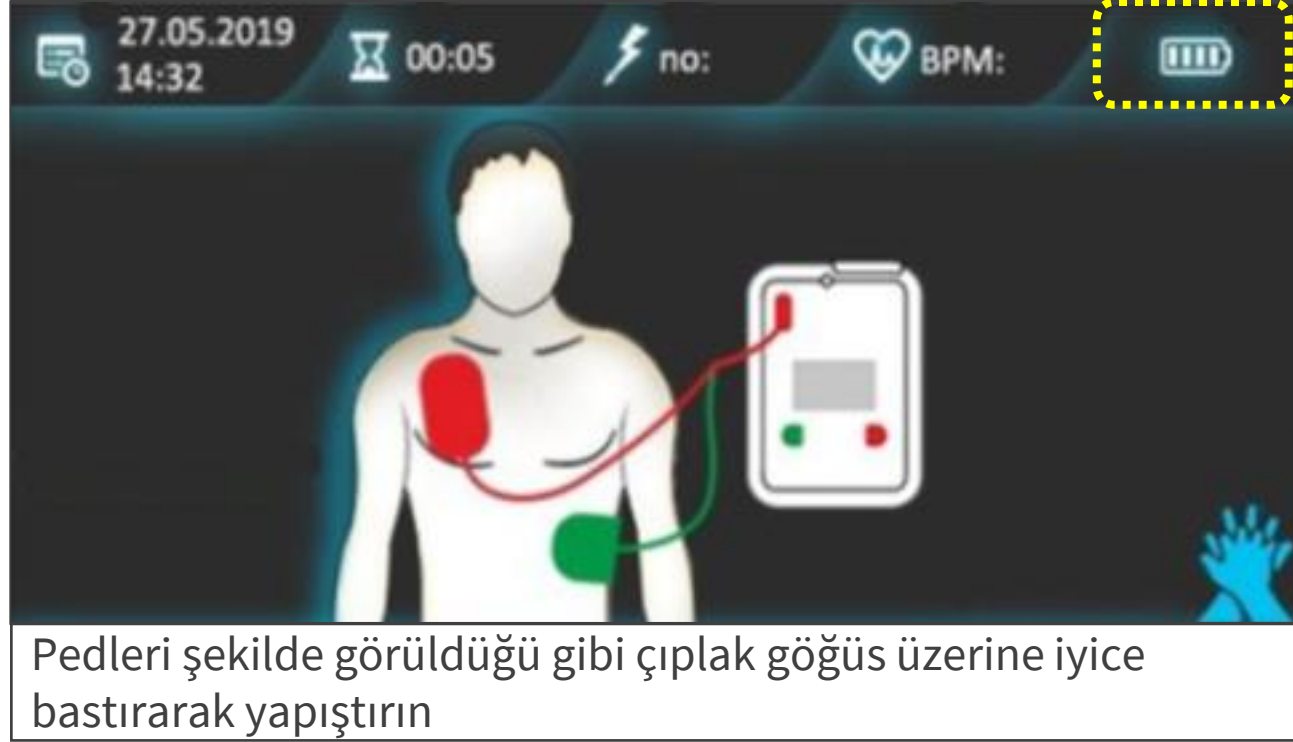 27.05.2019
14:32
00:05
no:
BPM:
Pedleri şekilde görüldüğü gibi çıplak göğüs üzerine iyice
bastırarak yapıştırın